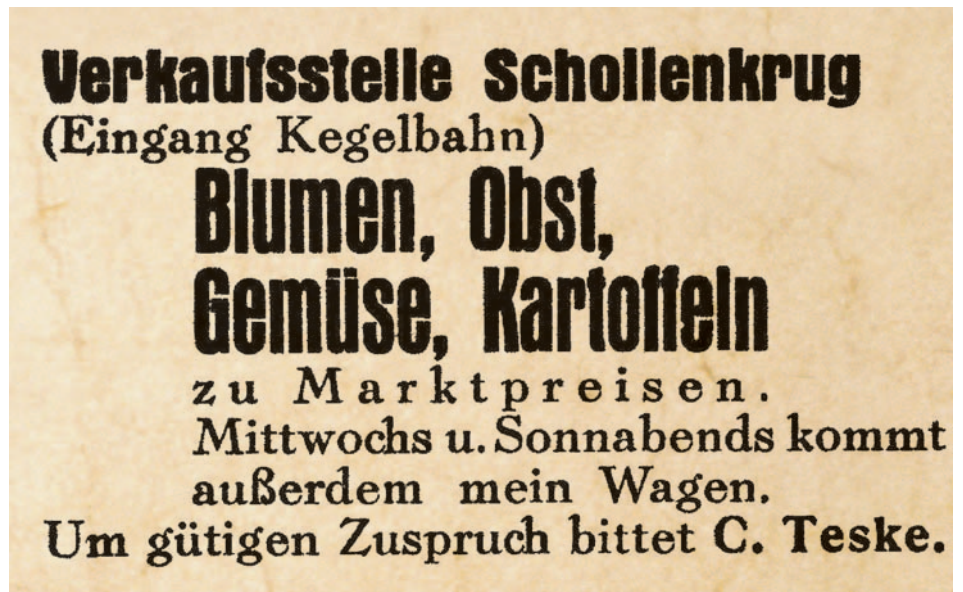 Verkaufsstelle Schollenkrug
(Eingang Kegelbahn)
Blumen, Obst,
Gemüse, Kartoffeln
zu Marktpreisen.
Mittwochs u. Sonnabends kommt
außerdem mein Wagen.
Um gütigen Zuspruch bittet C. Teske.